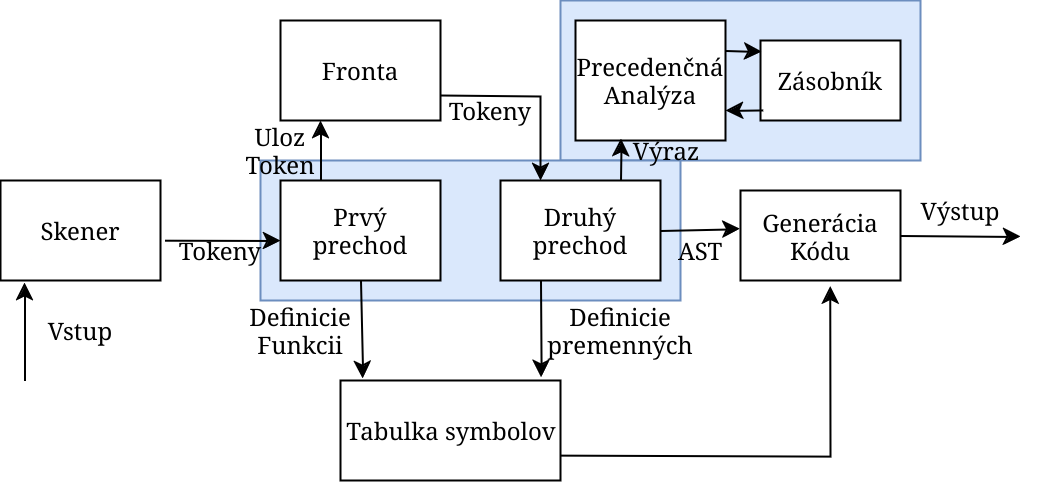 Fronta
Tokeny
Precedenčná
Analýza
Zásobník
Uloz
Token
Výraz
Skener
Tokeny
Prvý
prechod
Druhý
prechod
AST
Generácia
Kódu
Výstup
Vstup
Definicie
Funkcii
Definicie
premenných
Tabulka symbolov